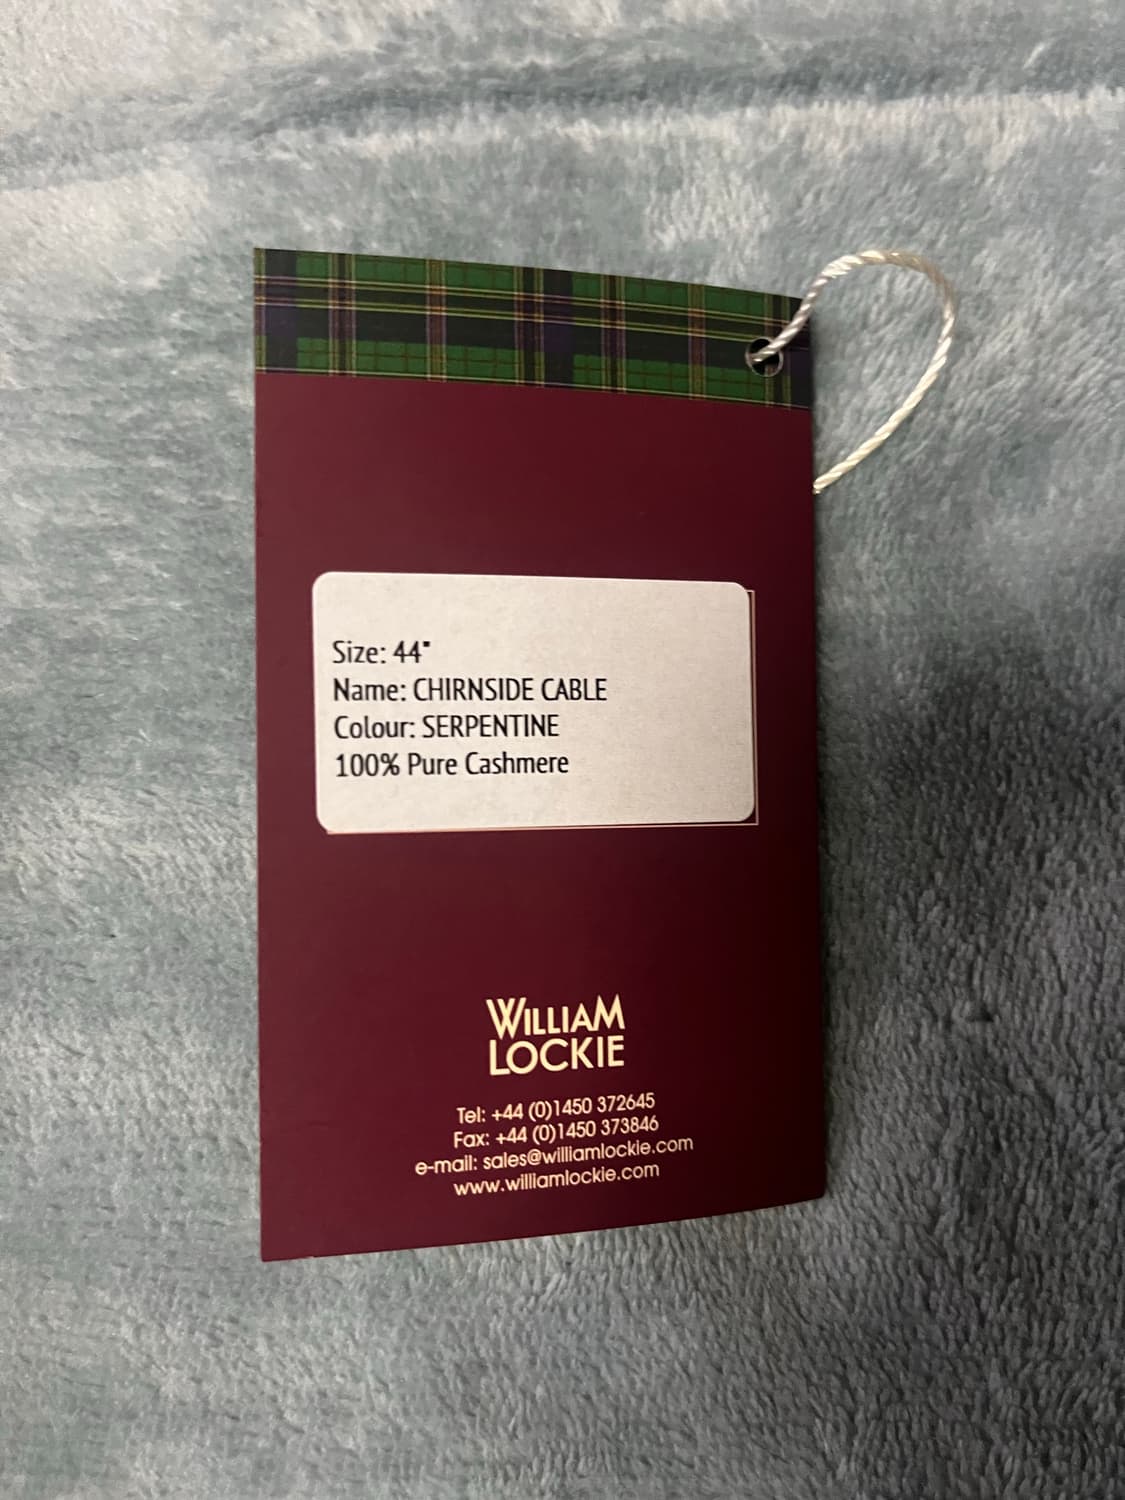 Size: 44"
Name: CHIRNSIDE CABLE
Colour: SERPENTINE
100% Pure Cashmere
WILLIAM
LOCKIE
Tel: +44 (0)1450 372645
Fax: +44 (0)1450 373846
e-mail: sales@williamlockie.com
www.williamlockie.com